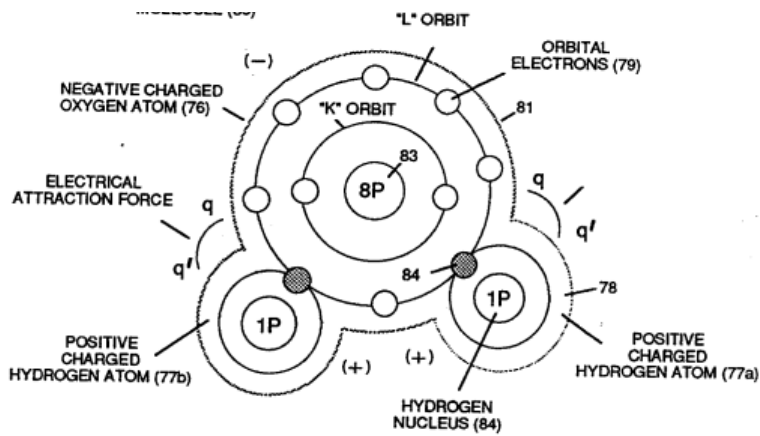 "L" ORBIT
(−)
ORBITAL
ELECTRONS (79)
NEGATIVE CHARGED
OXYGEN ATOM (76)
"K" ORBIT
81
83
8P
ELECTRICAL
ATTRACTION FORCE
q
q'
q
q'
84
78
1P
1P
POSITIVE
CHARGED
HYDROGEN ATOM (77b)
(+)
(+)
POSITIVE
CHARGED
HYDROGEN ATOM (77a)
HYDROGEN
NUCLEUS (84)